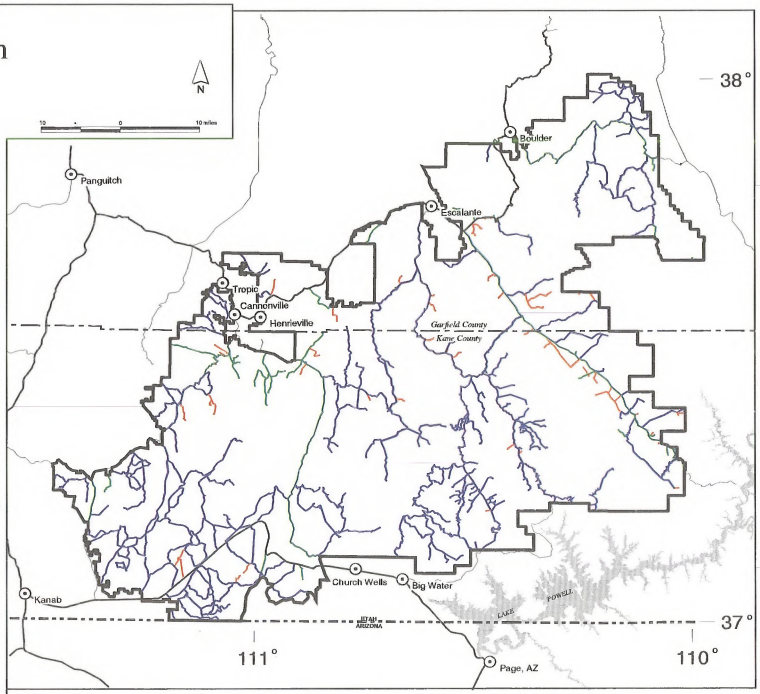 n
N
10
0
10 miles
38°
Boulder
Panguitch
Escalante
Tropic
Cannonville
Henrieville
Garfield County
Kane County
Church Wells
Big Water
Kanab
LAKE
POWELL
UTAH
ARIZONA
37°
111°
110°
Page, AZ